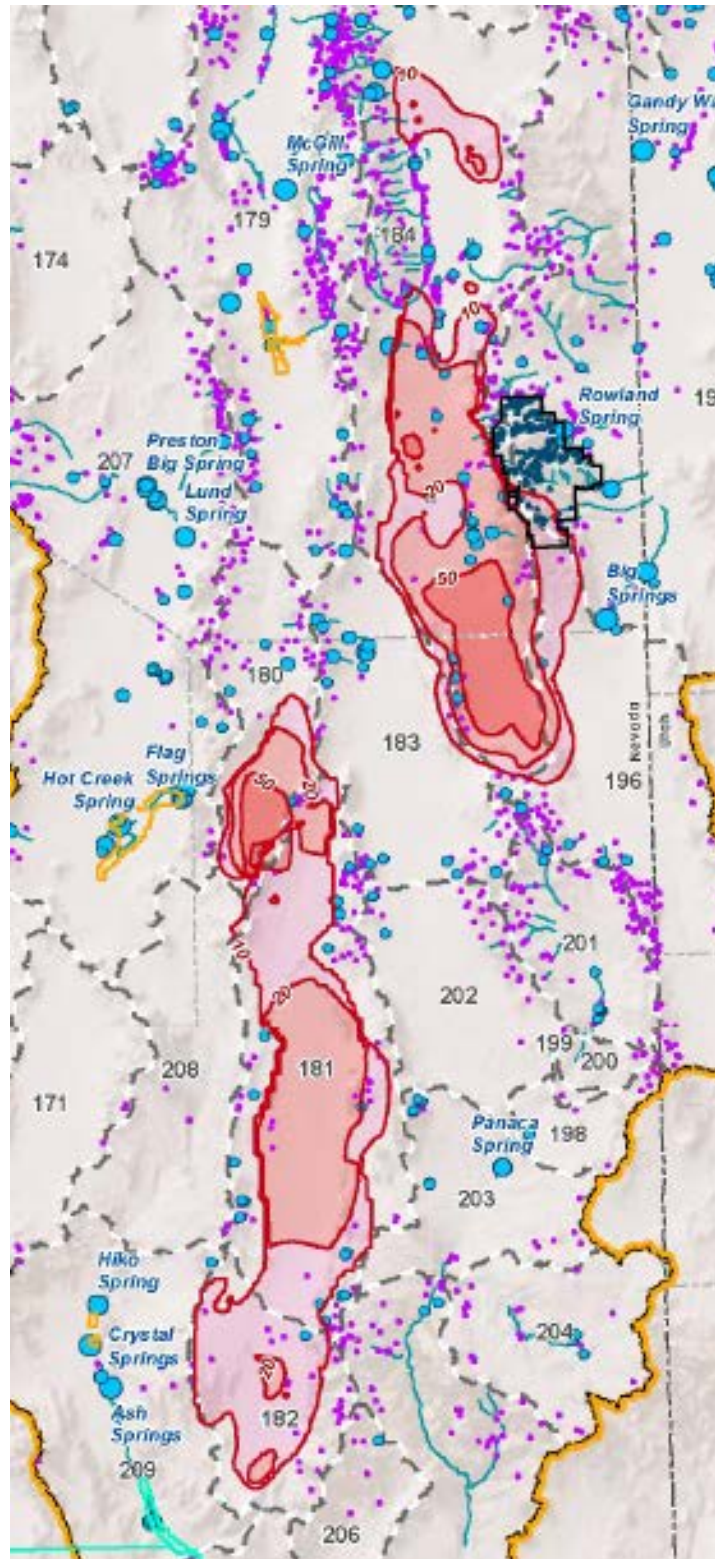 10
Gandy Wa
Spring
McGill
Spring
179
184
174
10
Rowland
Spring
19
Preston
Big Spring
207
Lund
Spring
20
50
Big
Springs
180
183
Nevada
Utah
196
Flag
Springs
Hot Creek
Spring
50
20
10
201
202
20
199
200
181
208
171
198
Panaca
Spring
203
Hiko
Spring
Crystal
Springs
204
20
182
Ash
Springs
209
206